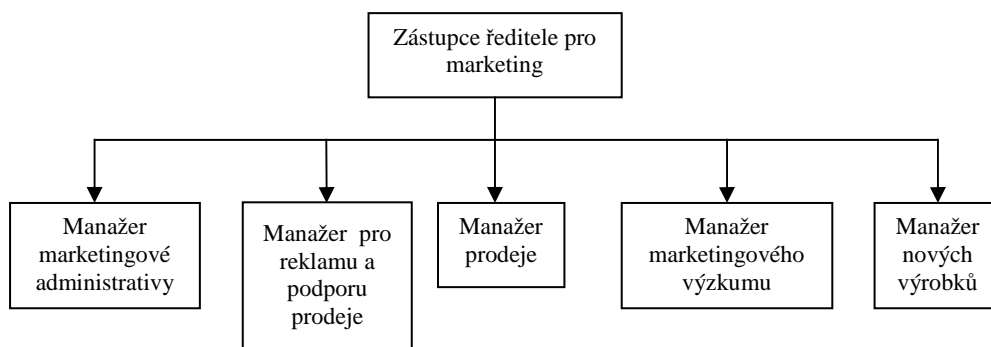 Zástupce ředitele pro
marketing
Manažer
marketingové
administrativy
Manažer pro
reklamu a
podporu
prodeje
Manažer
prodeje
Manažer
marketingového
výzkumu
Manažer
nových
výrobků